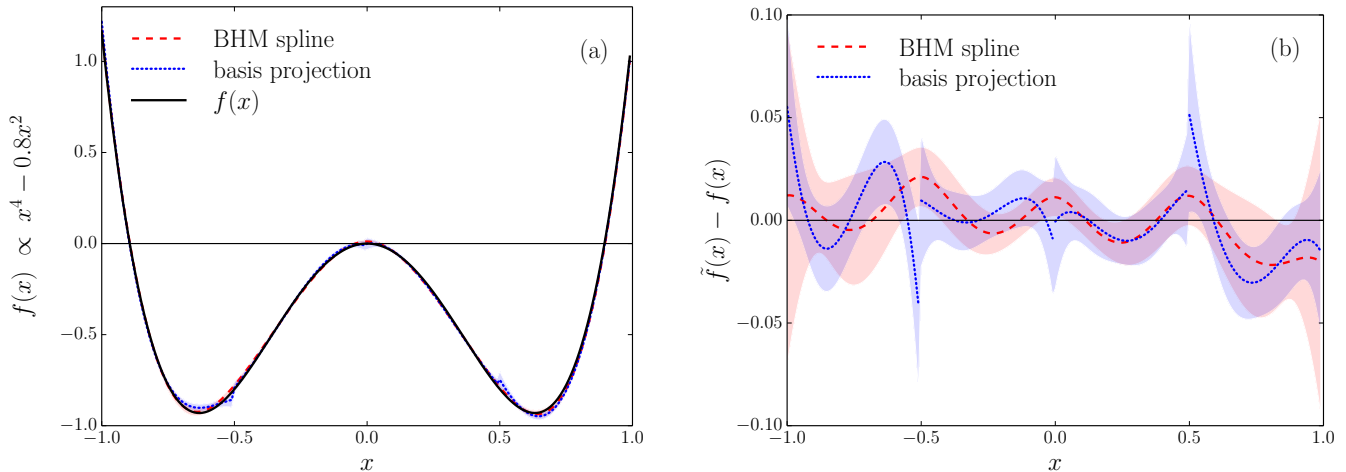 BHM spline
basis projection
f(x)
(a)
f(x) ∝ x⁴ − 0.8x²
1.0
0.5
0.0
−0.5
−1.0
−1.0
−0.5
0.0
0.5
1.0
x
BHM spline
basis projection
(b)
f̃(x) − f(x)
0.10
0.05
0.00
−0.05
−0.10
−1.0
−0.5
0.0
0.5
1.0
x